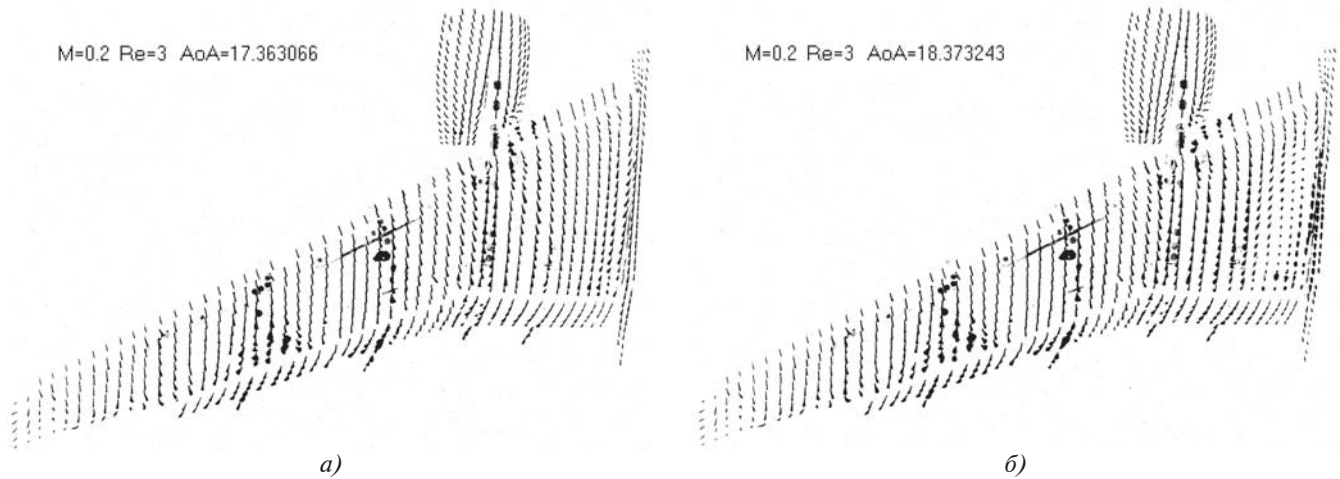 M=0.2 Re=3 AoA=17.363066
M=0.2 Re=3 AoA=18.373243
а)
б)